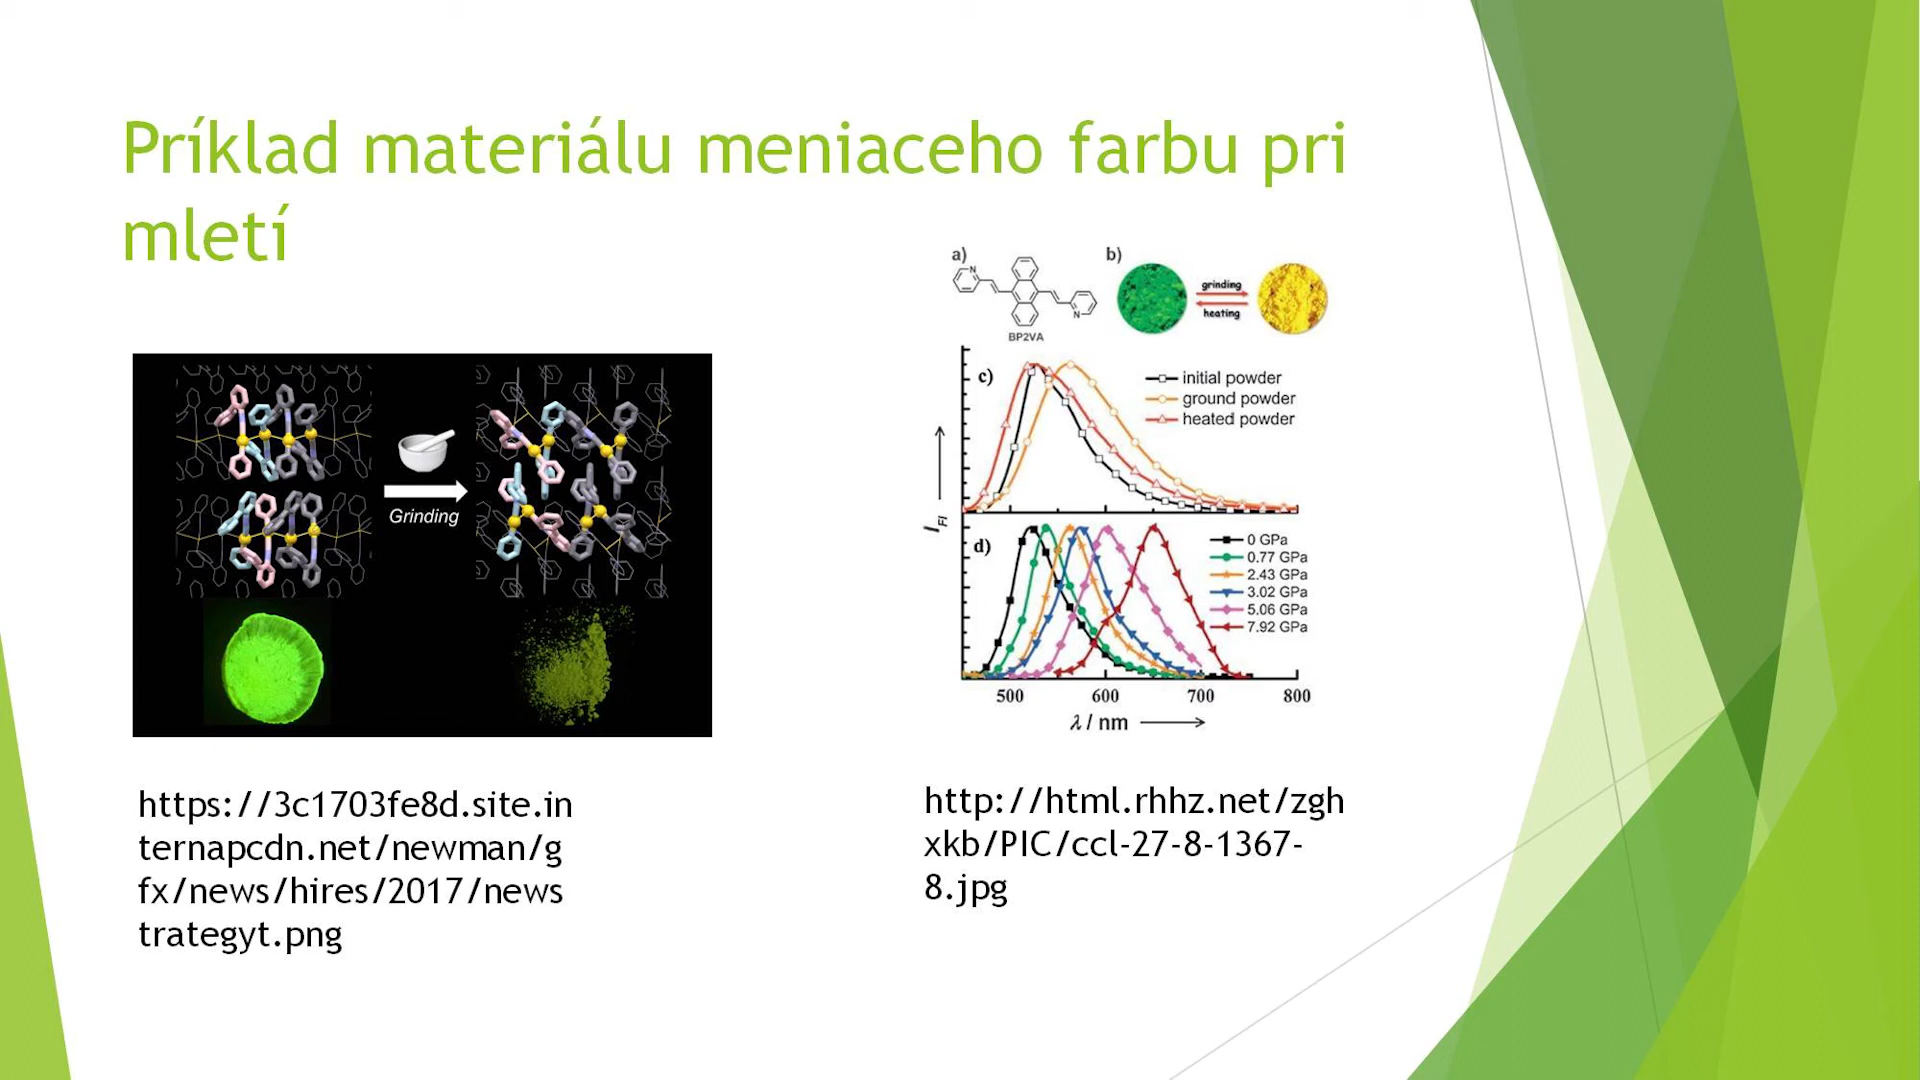 Príklad materiálu meniaceho farbu pri
mletí
Grinding
https://3c1703fe8d.site.in
ternapcdn.net/newman/g
fx/news/hires/2017/news
trategyt.png
a)
N
N
BP2VA
b)
grinding
heating
c)
initial powder
ground powder
heated powder
I FI
d)
0 GPa
0.77 GPa
2.43 GPa
3.02 GPa
5.06 GPa
7.92 GPa
500 600 700 800
λ / nm
http://html.rhhz.net/zgh
xkb/PIC/ccl-27-8-1367-
8.jpg